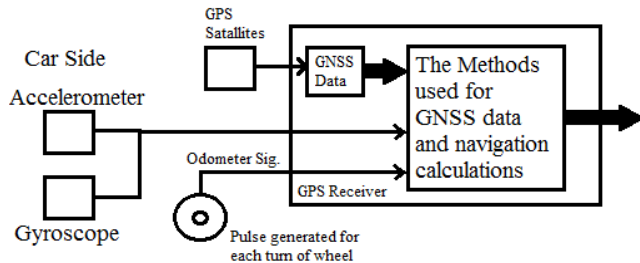 GPS
Satallites
Car Side
Accelerometer
GNSS
Data
The Methods
used for
GNSS data
and navigation
calculations
Odometer Sig.
GPS Receiver
Gyroscope
Pulse generated for
each turn of wheel